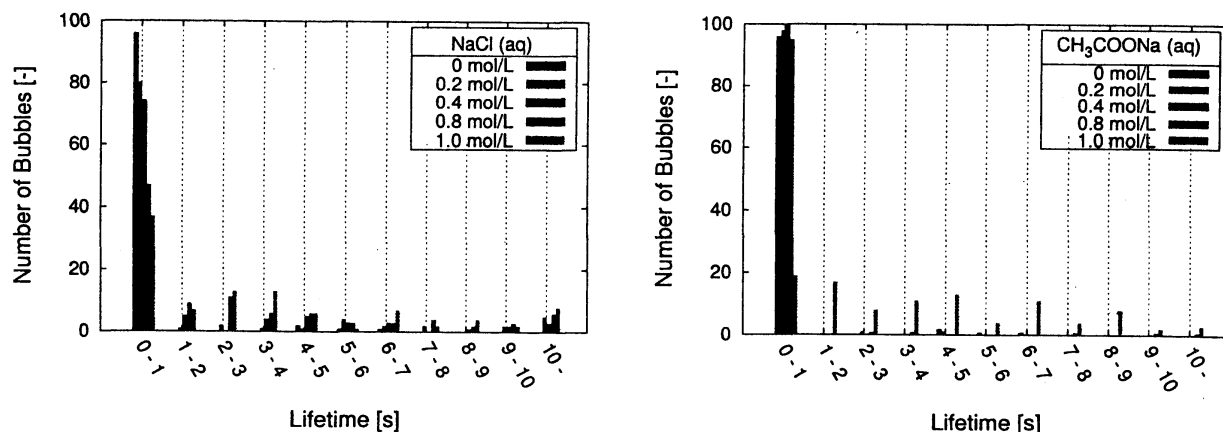 NaCl (aq)
0 mol/L
0.2 mol/L
0.4 mol/L
0.8 mol/L
1.0 mol/L
Number of Bubbles [-]
100
80
60
40
20
0
0 - 1
1 - 2
2 - 3
3 - 4
4 - 5
5 - 6
6 - 7
7 - 8
8 - 9
9 - 10
10 -
Lifetime [s]
CH₃COONa (aq)
0 mol/L
0.2 mol/L
0.4 mol/L
0.8 mol/L
1.0 mol/L
Number of Bubbles [-]
100
80
60
40
20
0
0 - 1
1 - 2
2 - 3
3 - 4
4 - 5
5 - 6
6 - 7
7 - 8
8 - 9
9 - 10
10 -
Lifetime [s]